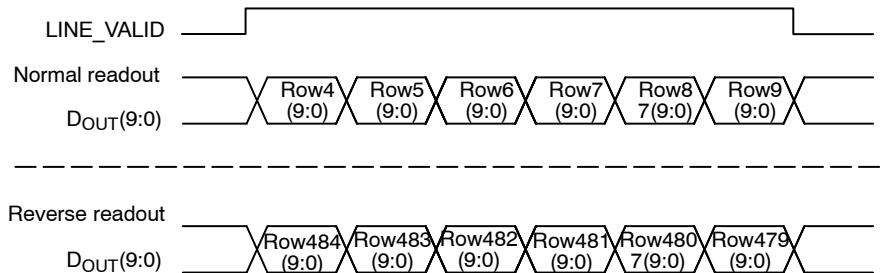 LINE_VALID
Normal readout
Row4 Row5 Row6 Row7 Row8 Row9
(9:0) (9:0) (9:0) (9:0) 7(9:0) (9:0)
DOUT(9:0)
Reverse readout
Row484 Row483 Row482 Row481 Row480 Row479
(9:0) (9:0) (9:0) (9:0) 7(9:0) (9:0)
DOUT(9:0)